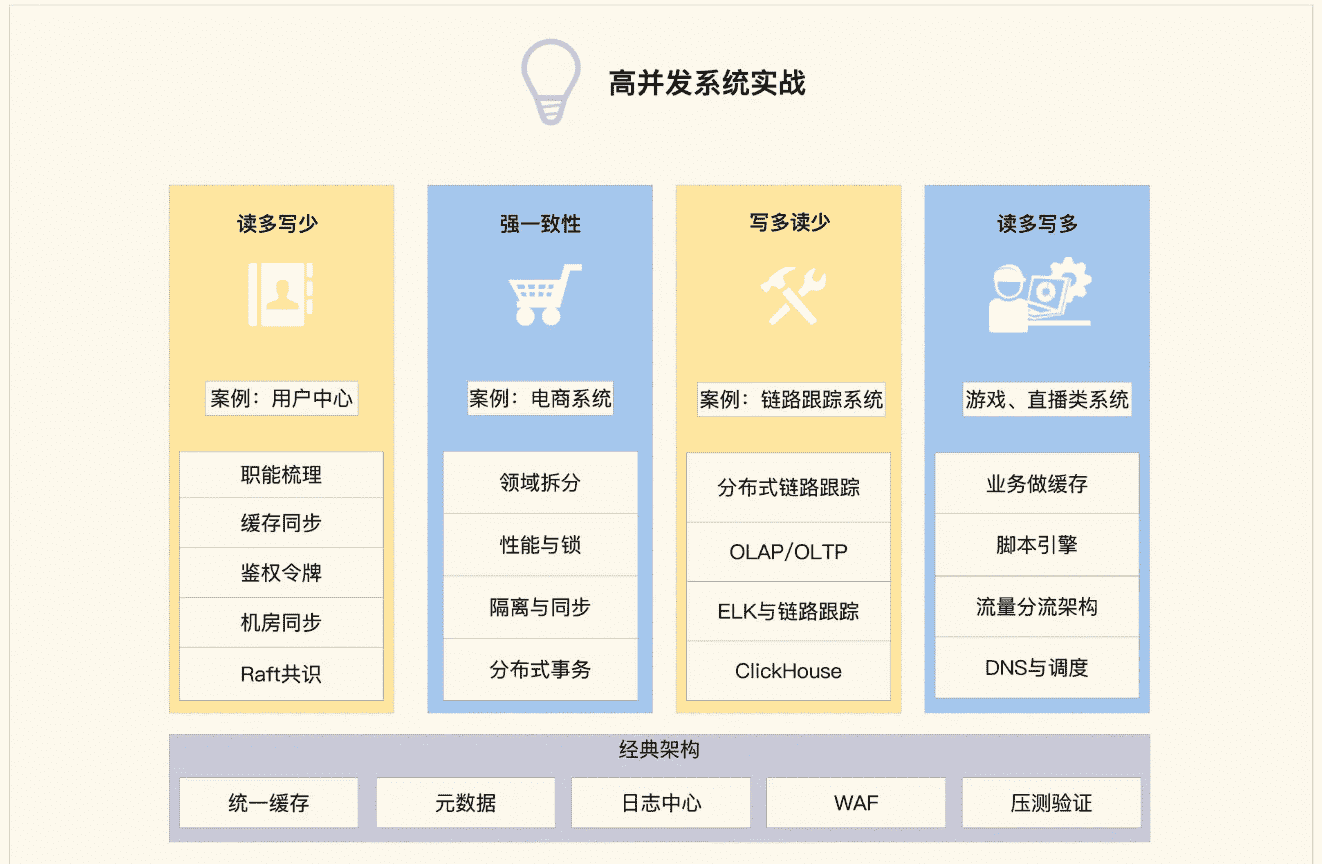 高并发系统实战
读多写少
案例：用户中心
职能梳理
缓存同步
鉴权令牌
机房同步
Raft共识
强一致性
案例：电商系统
领域拆分
性能与锁
隔离与同步
分布式事务
写多读少
案例：链路跟踪系统
分布式链路跟踪
OLAP/OLTP
ELK与链路跟踪
ClickHouse
读多写多
游戏、直播类系统
业务做缓存
脚本引擎
流量分流架构
DNS与调度
经典架构
统一缓存
元数据
日志中心
WAF
压测验证